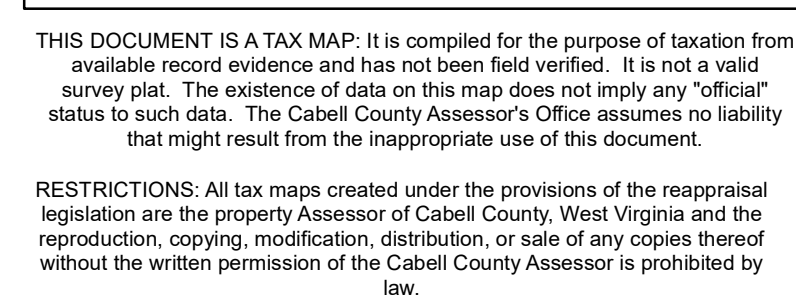 THIS DOCUMENT IS A TAX MAP: It is compiled for the purpose of taxation from
available record evidence and has not been field verified.  It is not a valid
survey plat.  The existence of data on this map does not imply any "official"
status to such data.  The Cabell County Assessor's Office assumes no liability
that might result from the inappropriate use of this document.
RESTRICTIONS: All tax maps created under the provisions of the reappraisal
legislation are the property Assessor of Cabell County, West Virginia and the
reproduction, copying, modification, distribution, or sale of any copies thereof
without the written permission of the Cabell County Assessor is prohibited by
law.